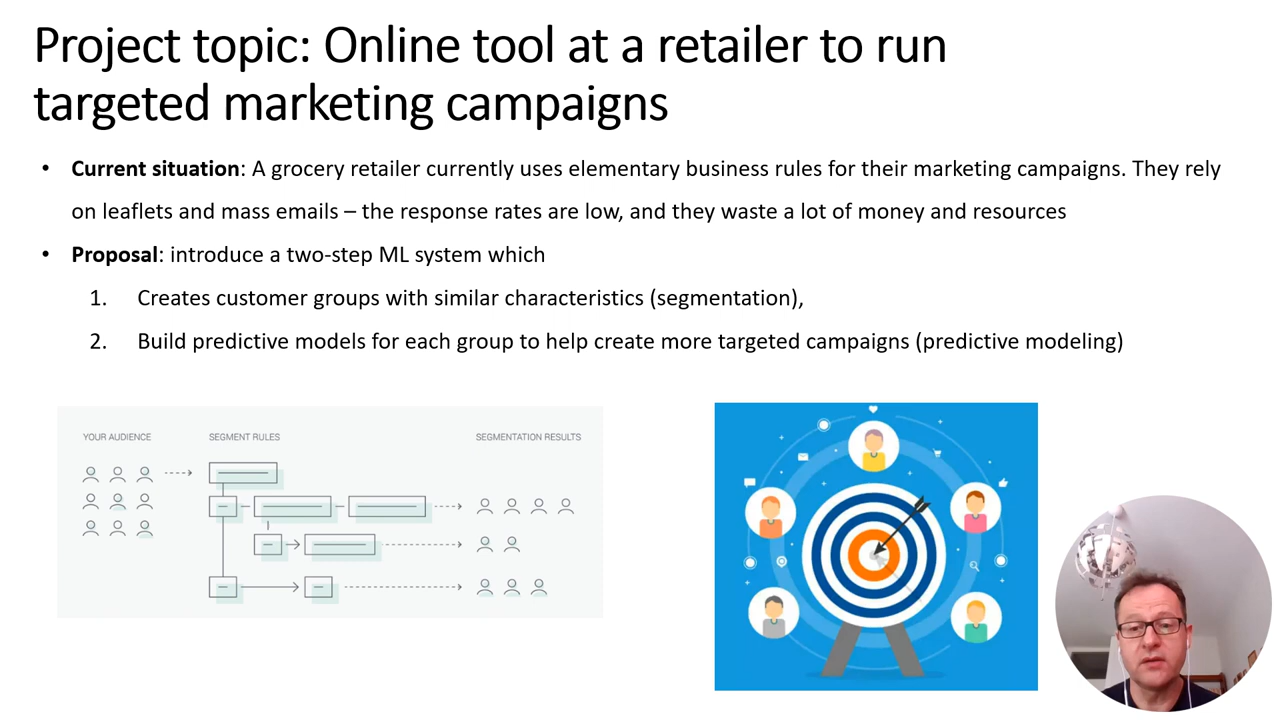 Project topic: Online tool at a retailer to run
targeted marketing campaigns
• Current situation: A grocery retailer currently uses elementary business rules for their marketing campaigns. They rely
on leaflets and mass emails – the response rates are low, and they waste a lot of money and resources
• Proposal: introduce a two-step ML system which
1. Creates customer groups with similar characteristics (segmentation),
2. Build predictive models for each group to help create more targeted campaigns (predictive modeling)
YOUR AUDIENCE
SEGMENT RULES
SEGMENTATION RESULTS